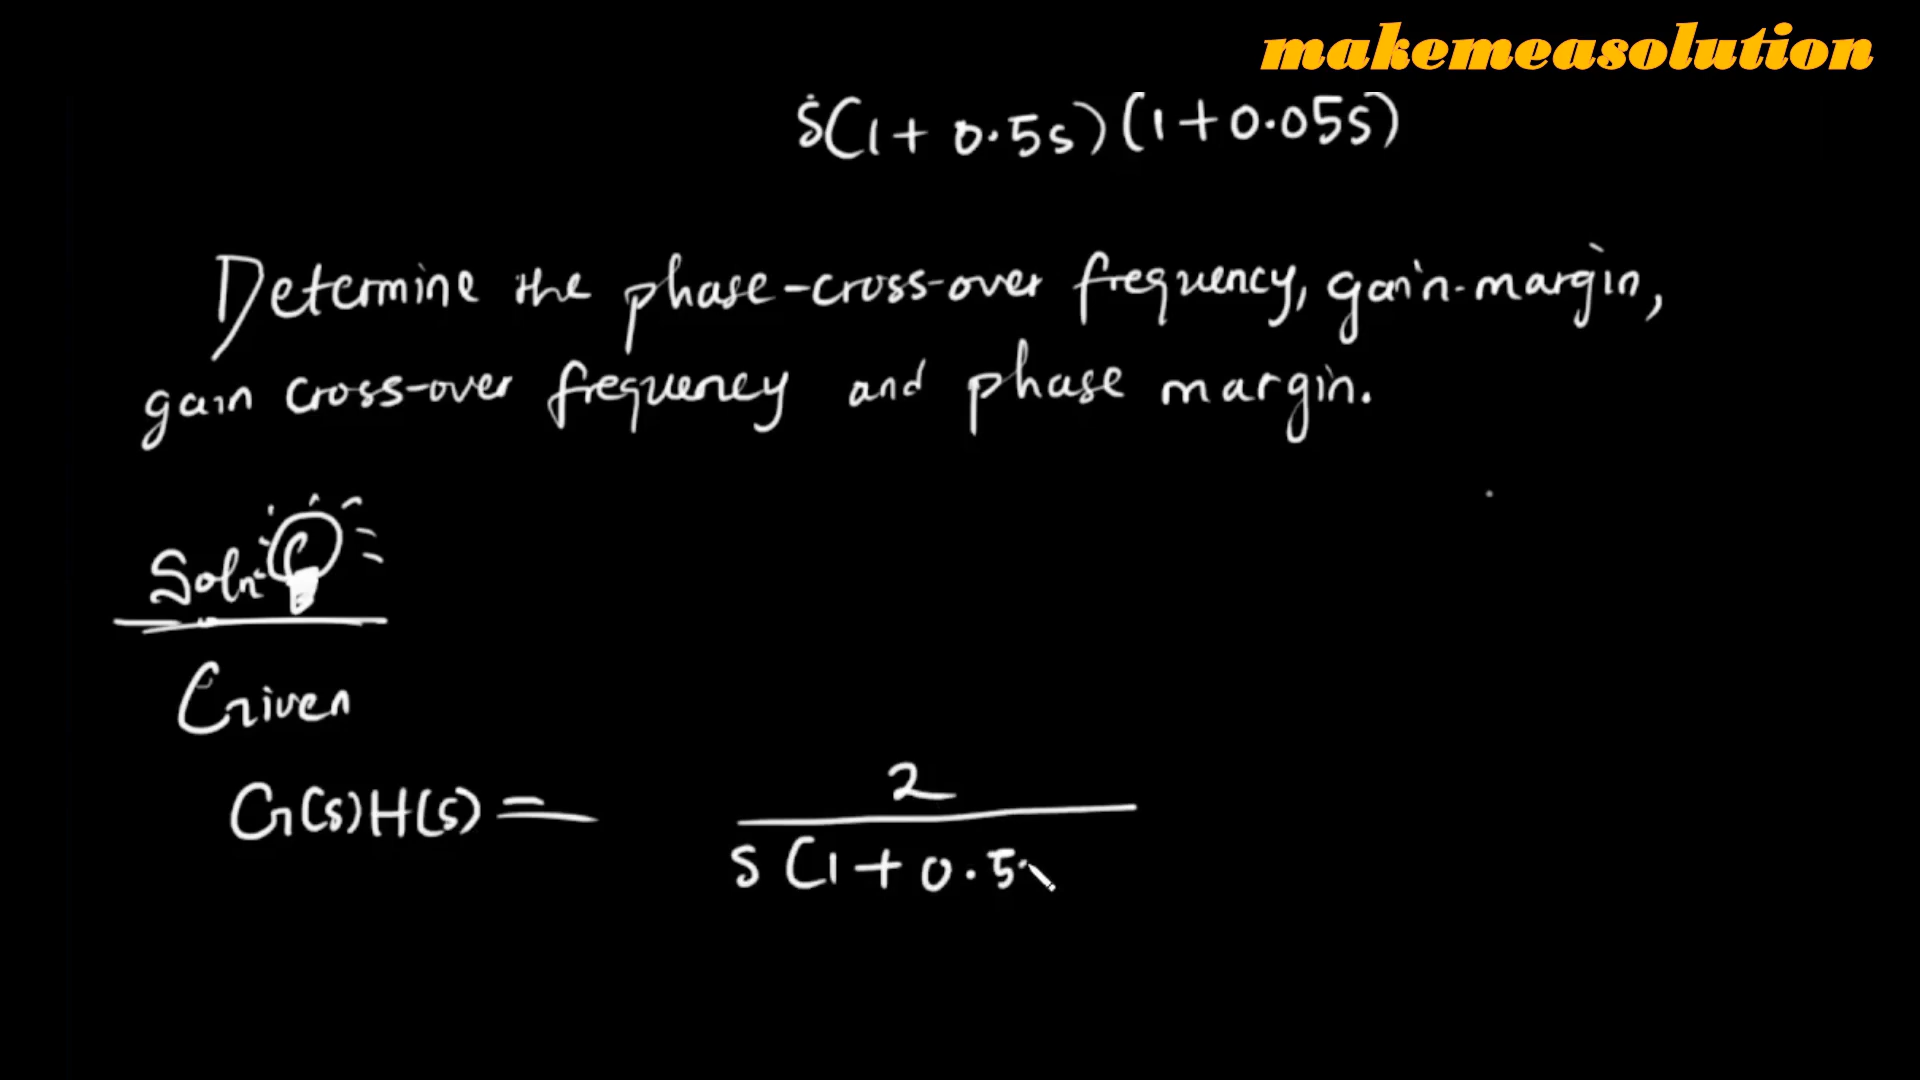 makemeasolution
s(1+0.5s)(1+0.05s)
Determine the phase-cross-over frequency, gain-margin,
gain cross-over frequency and phase margin.
Soln
Given
G(s)H(s) =
2
s(1+0.5